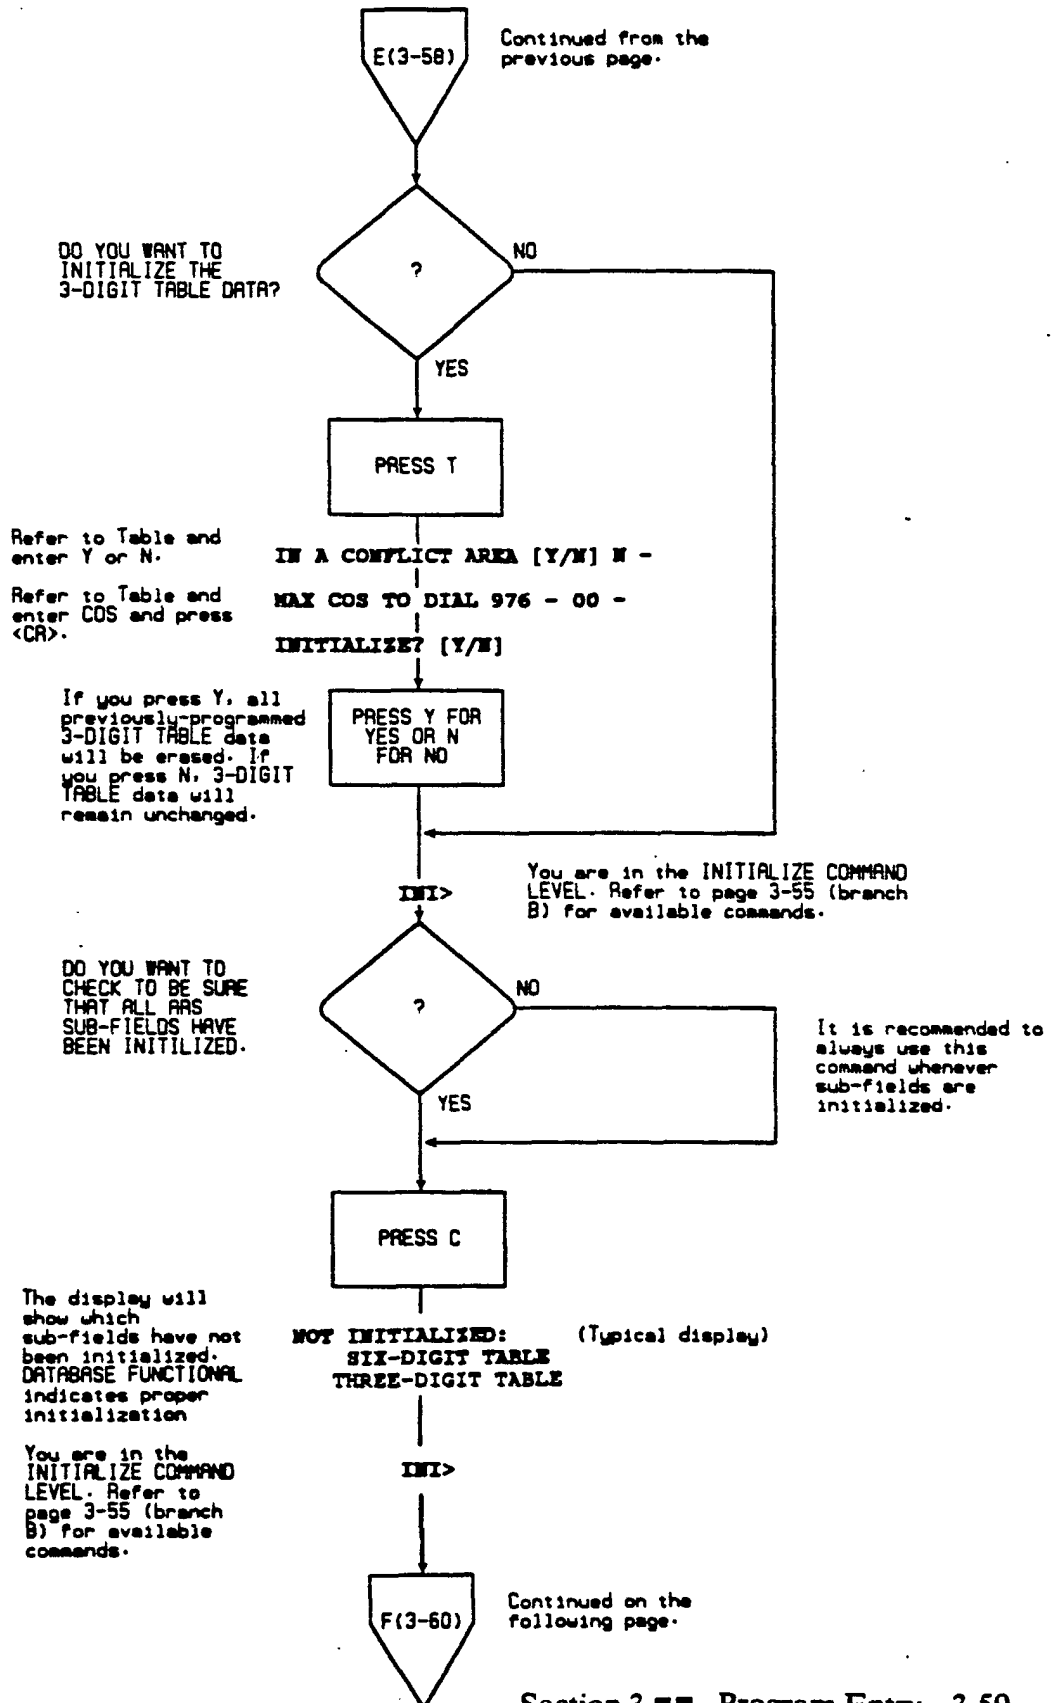 E(3-58)
Continued from the
previous page.
DO YOU WANT TO
INITIALIZE THE
3-DIGIT TABLE DATA?
?
NO
YES
PRESS T
Refer to Table and
enter Y or N.
IN A CONFLICT AREA [Y/N] N -
Refer to Table and
enter COS and press
<CR>.
MAX COS TO DIAL 976 - 00 -
INITIALIZE? [Y/N]
If you press Y, all
previously-programmed
3-DIGIT TABLE data
will be erased. If
you press N, 3-DIGIT
TABLE data will
remain unchanged.
PRESS Y FOR
YES OR N
FOR NO
You are in the INITIALIZE COMMAND
LEVEL. Refer to page 3-55 (branch
B) for available commands.
INI>
DO YOU WANT TO
CHECK TO BE SURE
THAT ALL ARS
SUB-FIELDS HAVE
BEEN INITILIZED.
?
NO
It is recommended to
always use this
command whenever
sub-fields are
initialized.
YES
PRESS C
The display will
show which
sub-fields have not
been initialized.
DATABASE FUNCTIONAL
indicates proper
initialization
NOT INITIALIZED: (Typical display)
SIX-DIGIT TABLE
THREE-DIGIT TABLE
You are in the
INITIALIZE COMMAND
LEVEL. Refer to
page 3-55 (branch
B) for available
commands.
INI>
F(3-60)
Continued on the
following page.
Section 3 == Program Entry 3-59